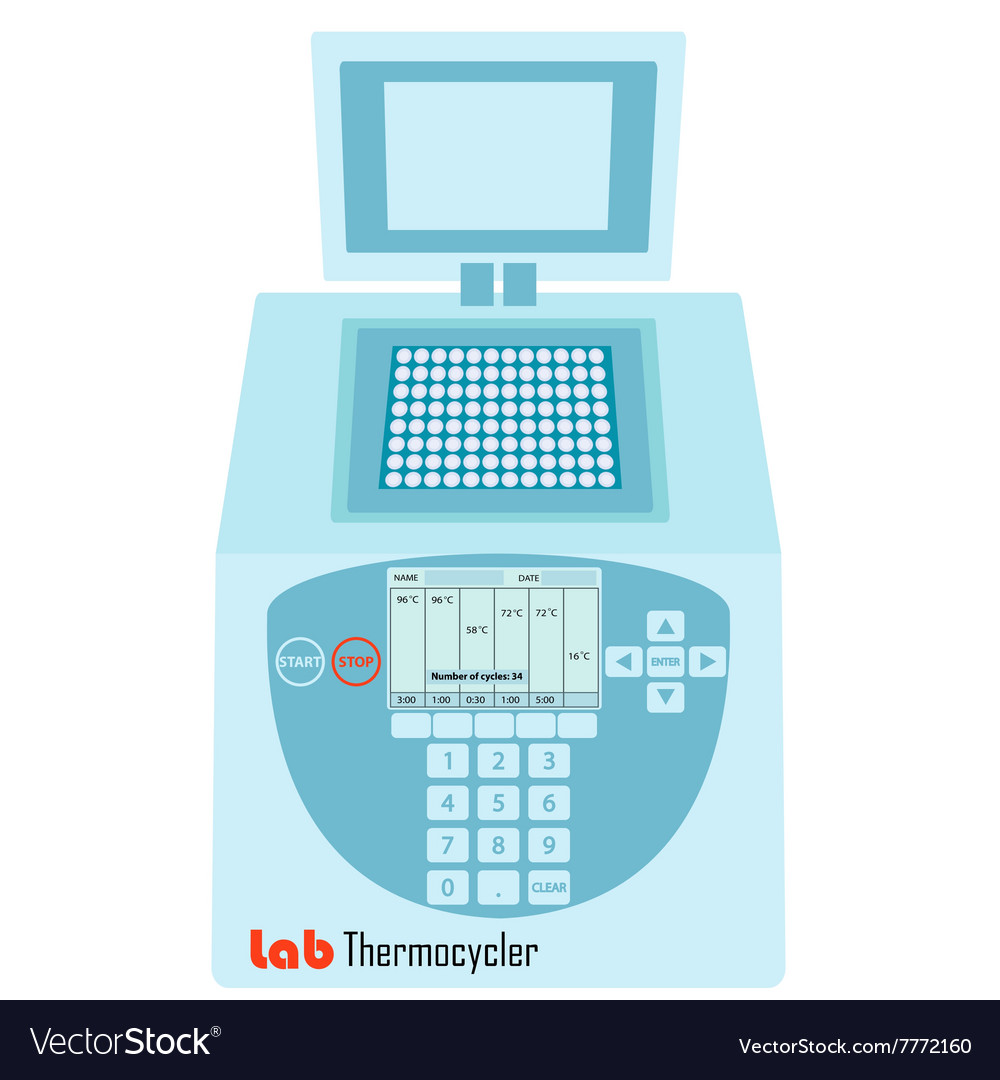 NAME DATE
96°C 96°C 58°C 72°C 72°C 16°C
Number of cycles: 34
3:00 1:00 0:30 1:00 5:00
START STOP ENTER
1 2 3
4 5 6
7 8 9
0 . CLEAR
Lab Thermocycler
VectorStock® VectorStock.com/7772160